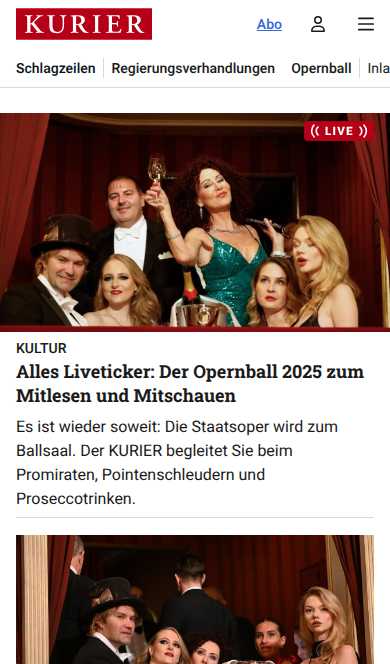 KURIER
Abo
Schlagzeilen
Regierungsverhandlungen
Opernball
Inla
LIVE
KULTUR
Alles Liveticker: Der Opernball 2025 zum
Mitlesen und Mitschauen
Es ist wieder soweit: Die Staatsoper wird zum
Ballsaal. Der KURIER begleitet Sie beim
Promiraten, Pointenschleudern und
Proseccotrinken.